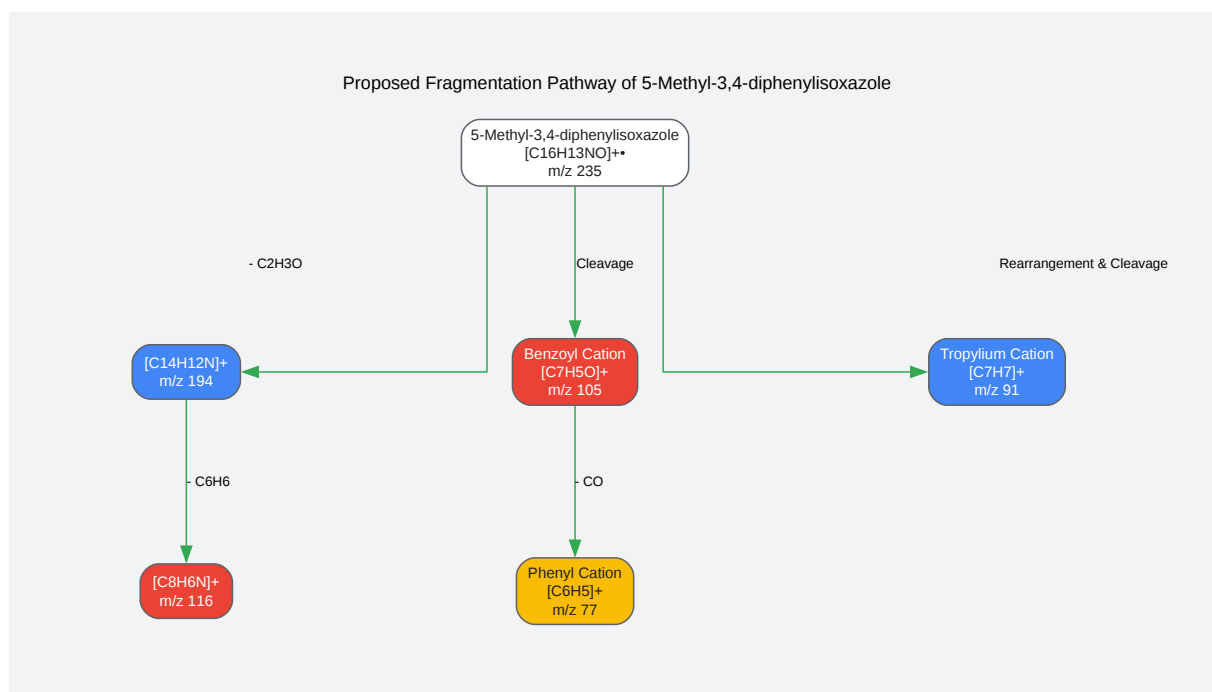 Proposed Fragmentation Pathway of 5-Methyl-3,4-diphenylisoxazole
5-Methyl-3,4-diphenylisoxazole
[C16H13NO]+•
m/z 235
- C2H3O
Cleavage
Rearrangement & Cleavage
[C14H12N]+
m/z 194
Benzoyl Cation
[C7H5O]+
m/z 105
Tropylium Cation
[C7H7]+
m/z 91
- C6H6
- CO
[C8H6N]+
m/z 116
Phenyl Cation
[C6H5]+
m/z 77